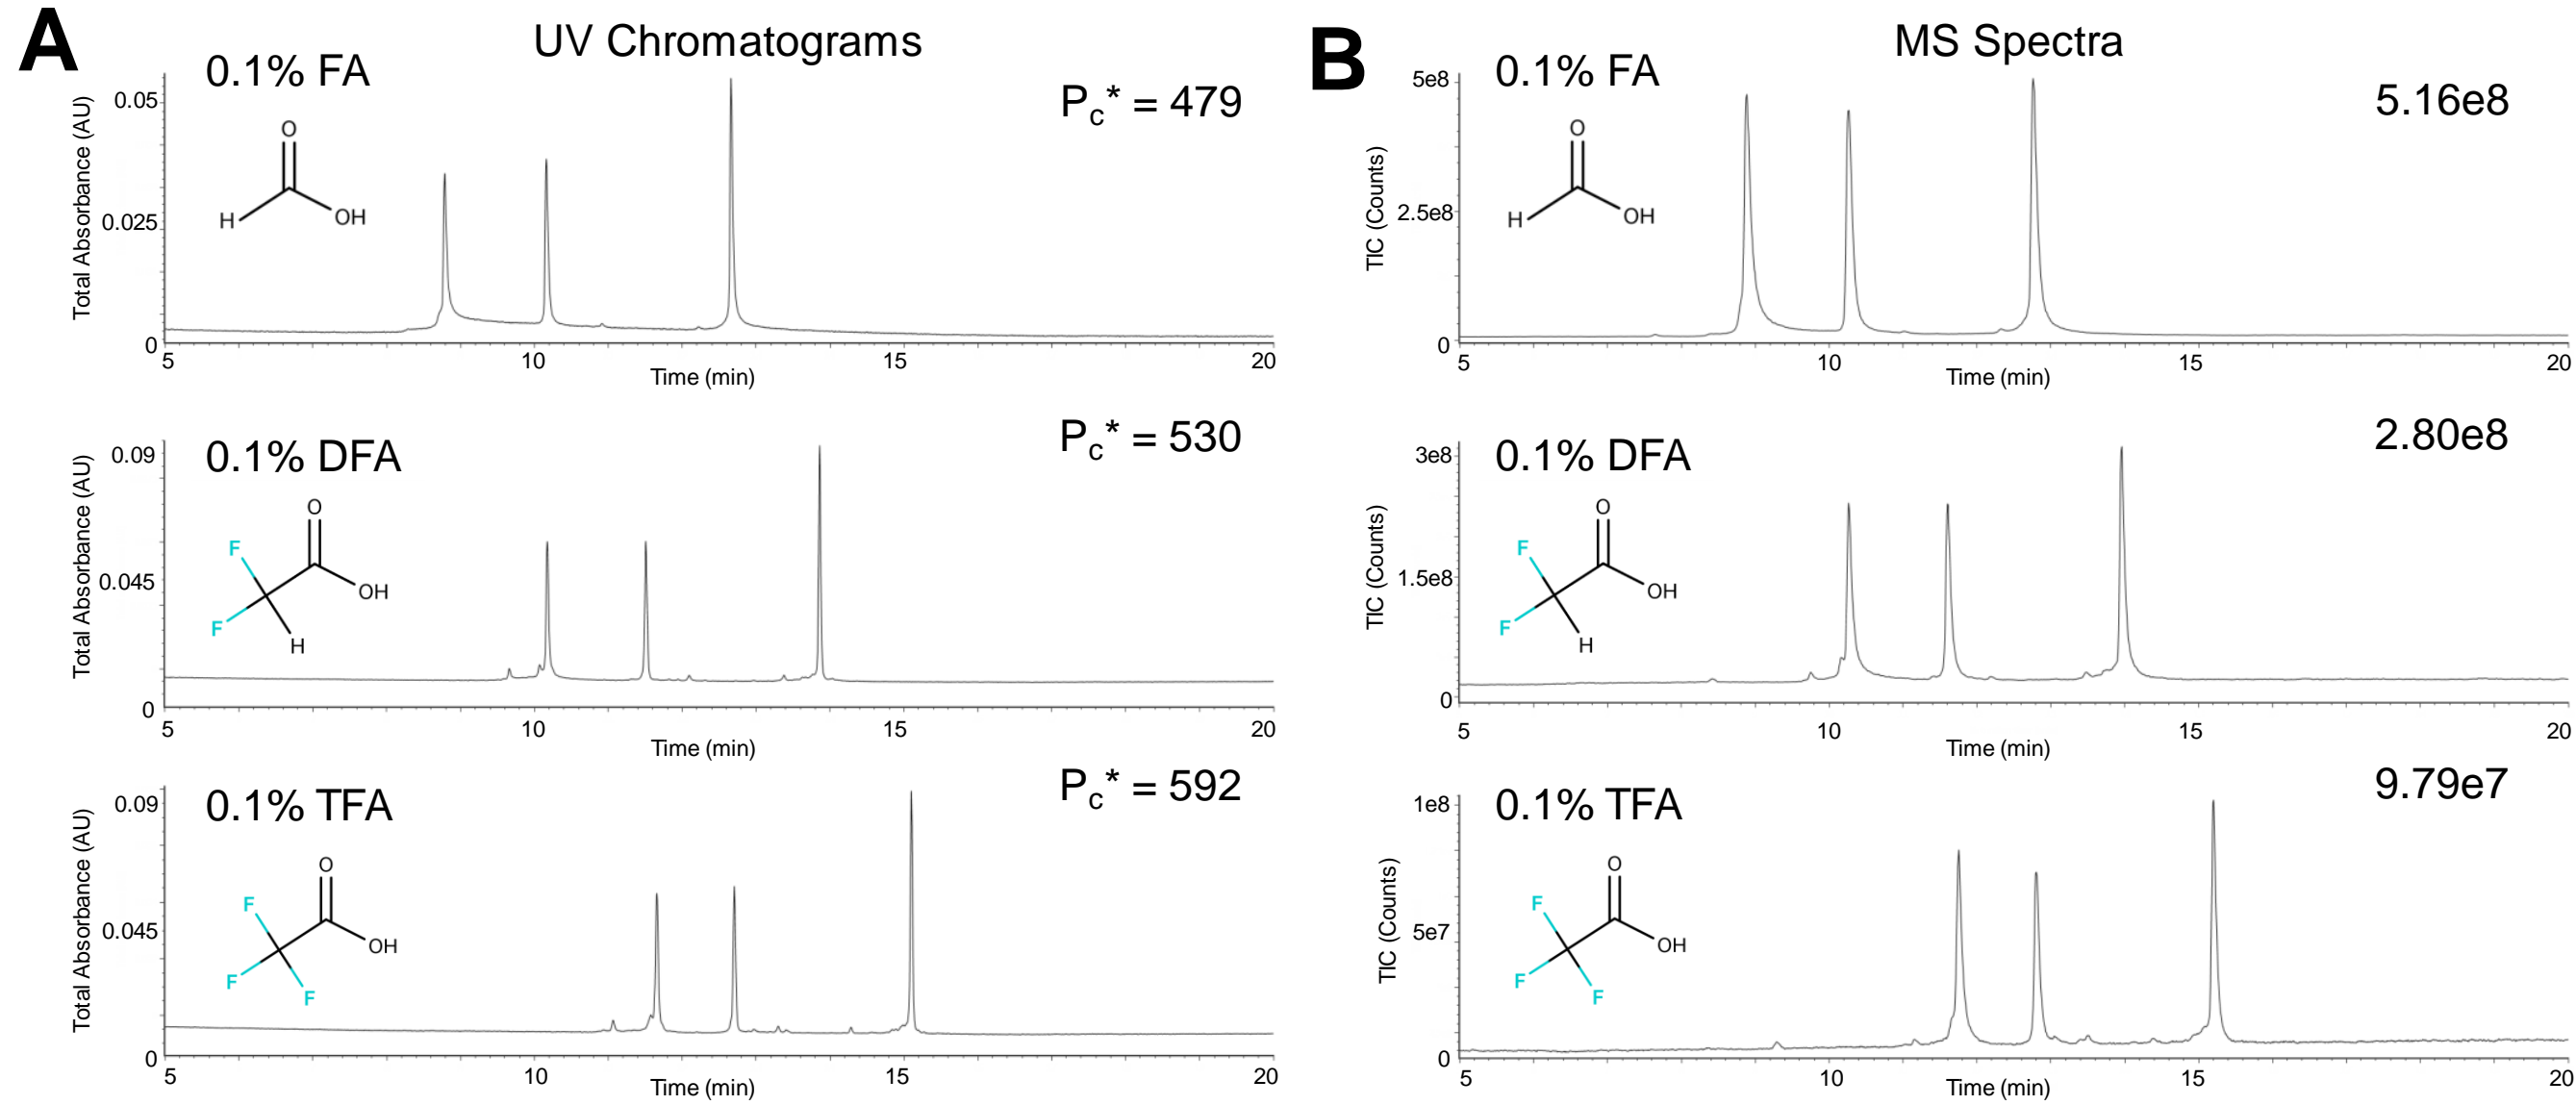 A
UV Chromatograms
0.1% FA
P_c* = 479
Total Absorbance (AU)
0.05
0.025
0
O
H
OH
5
10
15
20
Time (min)
0.1% DFA
P_c* = 530
Total Absorbance (AU)
0.09
0.045
0
O
F
F
OH
H
5
10
15
20
Time (min)
0.1% TFA
P_c* = 592
Total Absorbance (AU)
0.09
0.045
0
O
F
OH
F
F
5
10
15
20
Time (min)
B
MS Spectra
0.1% FA
5.16e8
TIC (Counts)
5e8
2.5e8
0
O
H
OH
5
10
15
20
Time (min)
0.1% DFA
2.80e8
TIC (Counts)
3e8
1.5e8
0
O
F
F
OH
H
5
10
15
20
Time (min)
0.1% TFA
9.79e7
TIC (Counts)
1e8
5e7
0
O
F
OH
F
F
5
10
15
20
Time (min)